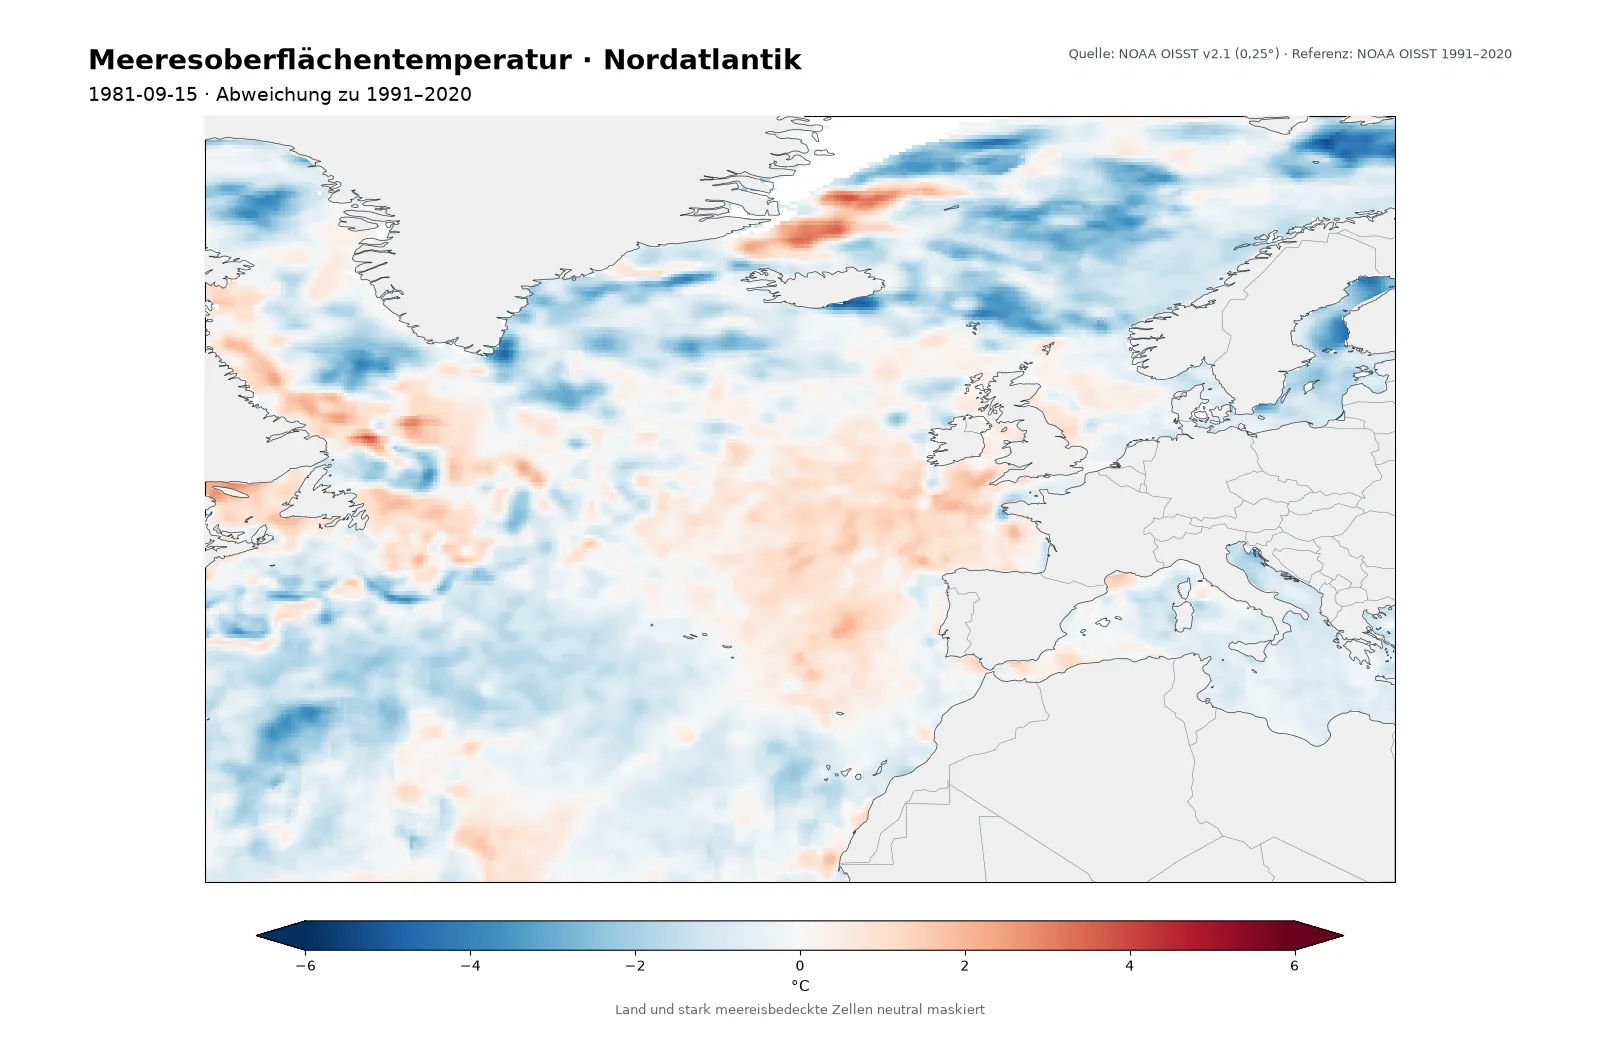 Meeresoberflächentemperatur · Nordatlantik
Quelle: NOAA OISST v2.1 (0,25°) · Referenz: NOAA OISST 1991–2020
1981-09-15 · Abweichung zu 1991–2020
−6 −4 −2 0 2 4 6
°C
Land und stark meereisbedeckte Zellen neutral maskiert